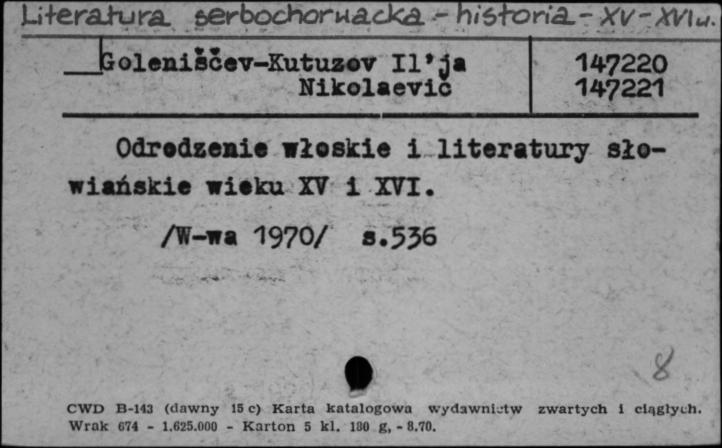 Literatura serbochorwacka - historia - XV - XVI w.
Goleniščev-Kutuzov Il'ja 147220
Nikolaevič 147221
Odrodzenie włoskie i literatury sło-
wiańskie wieku XV i XVI.
/W-wa 1970/ s.536
8
CWD B-143 (dawny 15 c) Karta katalogowa wydawnictw zwartych i ciągłych.
Wrak 674 - 1.625.000 - Karton 5 kl. 180 g, - 8.70.